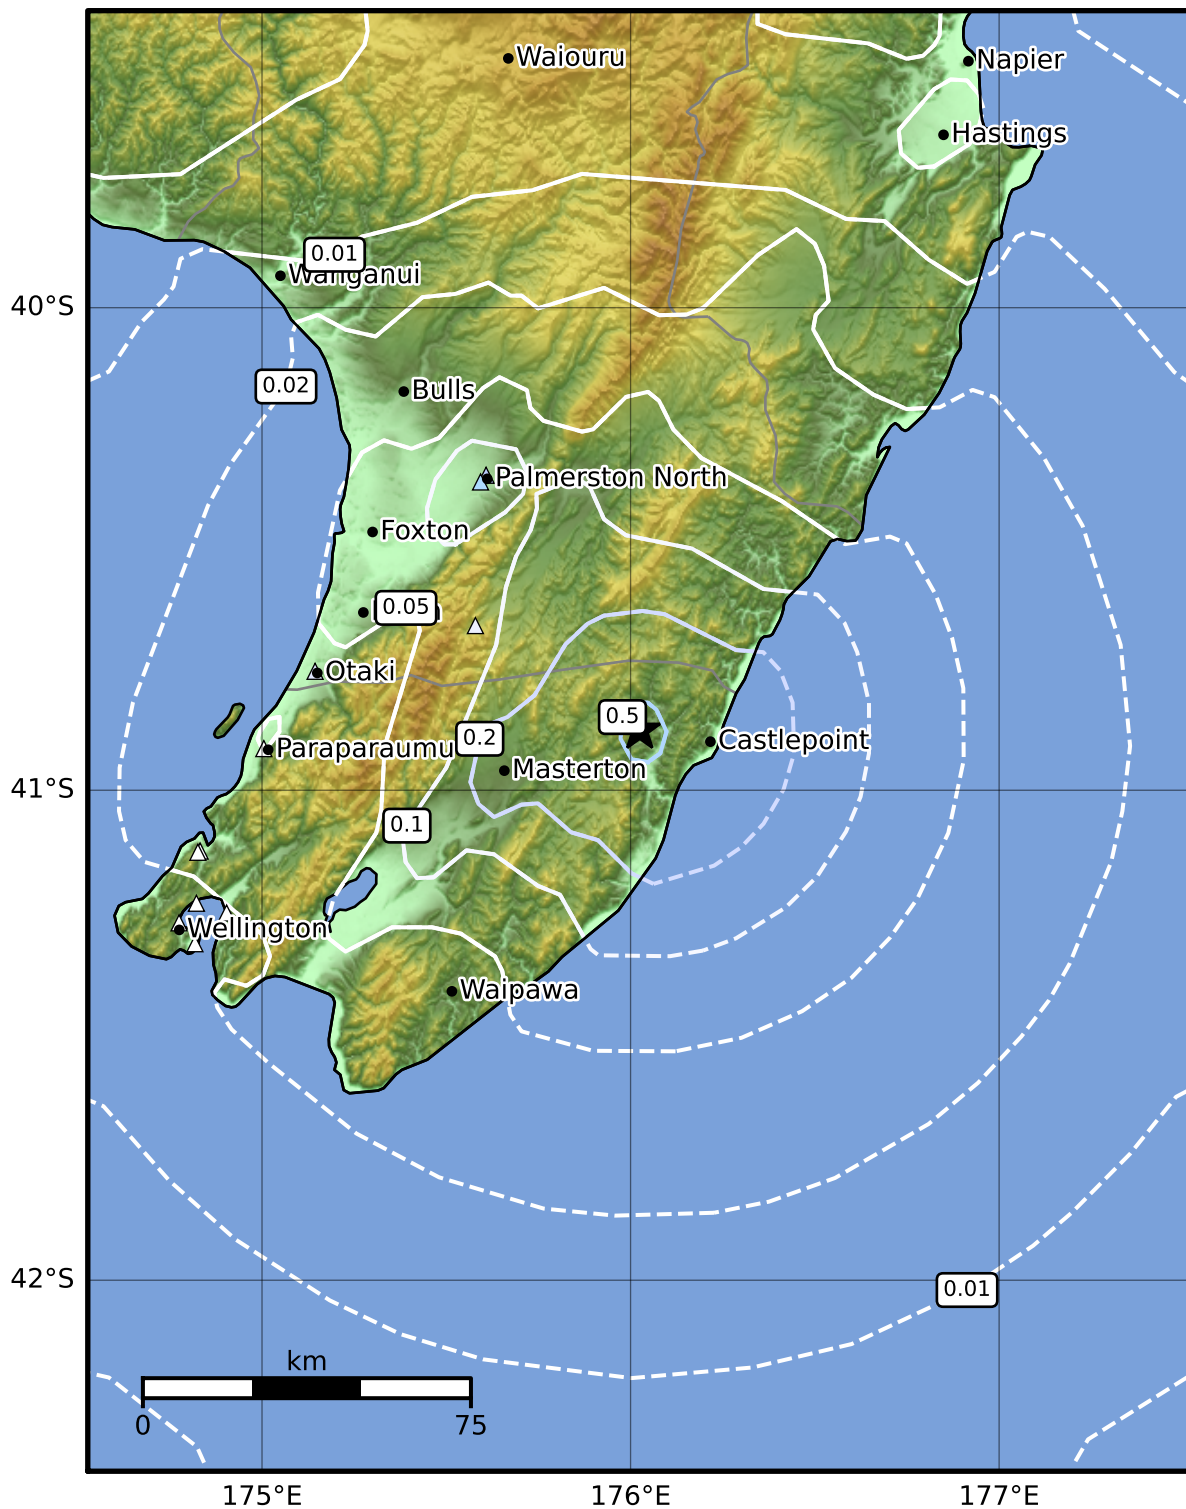 Waiouru
Napier
Hastings
0.01
Wanganui
40°S
0.02
Bulls
Palmerston North
Foxton
0.05
Otaki
0.5
0.2
Paraparaumu
Castlepoint
Masterton
41°S
0.1
Wellington
Waipawa
42°S
0.01
km
0
75
175°E
176°E
177°E